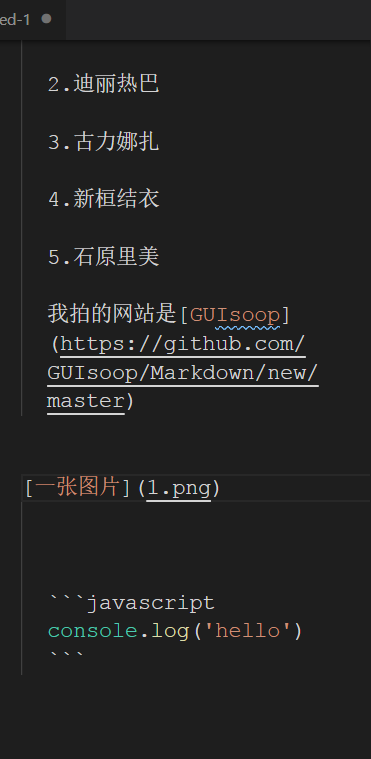 ed-1
2.迪丽热巴
3.古力娜扎
4.新桓结衣
5.石原里美
我拍的网站是[GUIsoop]
(https://github.com/
GUIsoop/Markdown/new/
master)
[一张图片](1.png)
```javascript
console.log('hello')
```